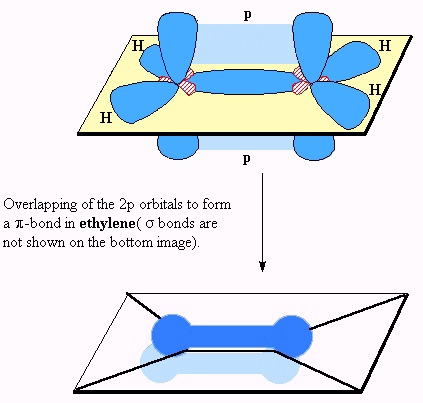 p
H H
H H
p
Overlapping of the 2p orbitals to form
a π-bond in ethylene( σ bonds are
not shown on the bottom image).